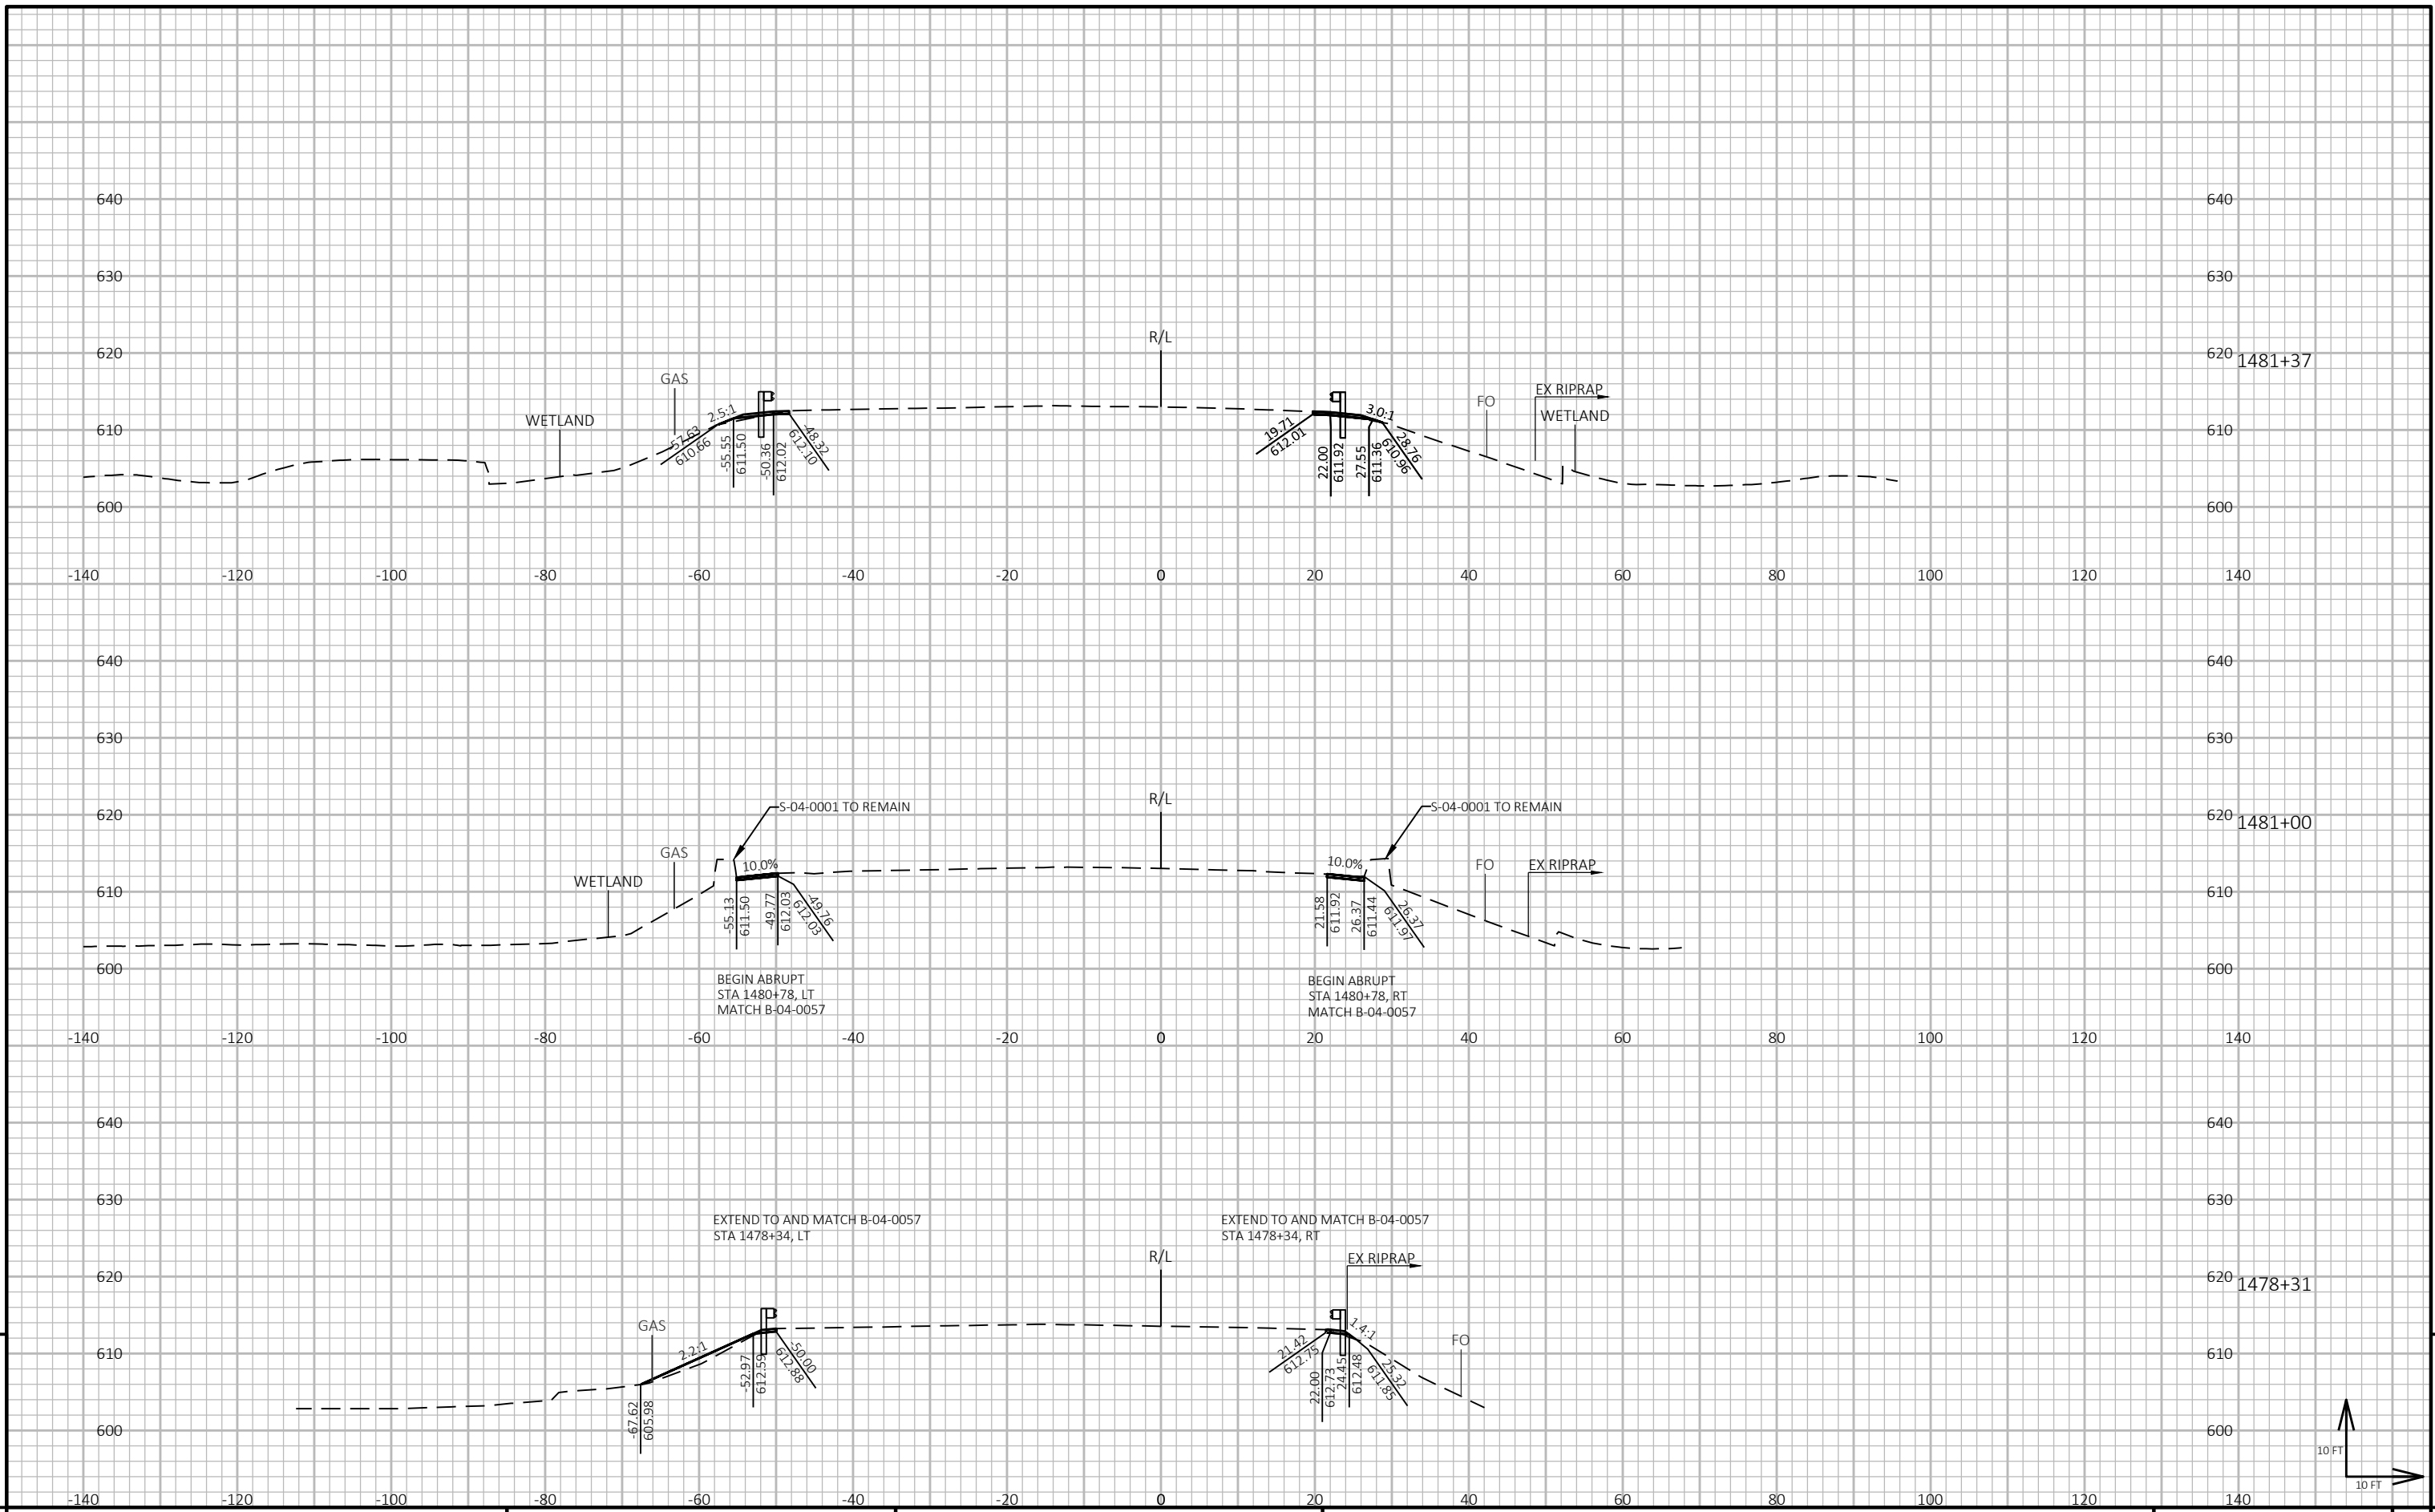 640 640
630 630
R/L
620 620 1481+37
GAS EX RIPRAP
2.5:1 3.0:1 FO
WETLAND WETLAND
610 610
-57.63
610.66
-55.55
611.50
-50.36
612.02
-48.32
612.10
19.71
612.01
22.00
611.92
27.55
611.36
28.76
610.96
600 600
-140 -120 -100 -80 -60 -40 -20 0 20 40 60 80 100 120 140
640 640
630 630
R/L
620 620 1481+00
S-04-0001 TO REMAIN S-04-0001 TO REMAIN
GAS 10.0% 10.0% FO EX RIPRAP
WETLAND
610 610
-55.13
611.50
-49.77
612.03
-49.76
612.03
21.58
611.92
26.37
611.44
26.37
611.97
600 600
BEGIN ABRUPT
STA 1480+78, LT
MATCH B-04-0057
BEGIN ABRUPT
STA 1480+78, RT
MATCH B-04-0057
-140 -120 -100 -80 -60 -40 -20 0 20 40 60 80 100 120 140
640 640
630 630
EXTEND TO AND MATCH B-04-0057
STA 1478+34, LT
EXTEND TO AND MATCH B-04-0057
STA 1478+34, RT
R/L EX RIPRAP
620 620 1478+31
GAS 2.2:1 1.4:1 FO
610 610
-67.62
605.98
-52.97
612.59
-50.00
612.88
21.42
612.75
22.00
612.73
24.45
612.48
25.32
611.85
600 600
10 FT
10 FT
-140 -120 -100 -80 -60 -40 -20 0 20 40 60 80 100 120 140